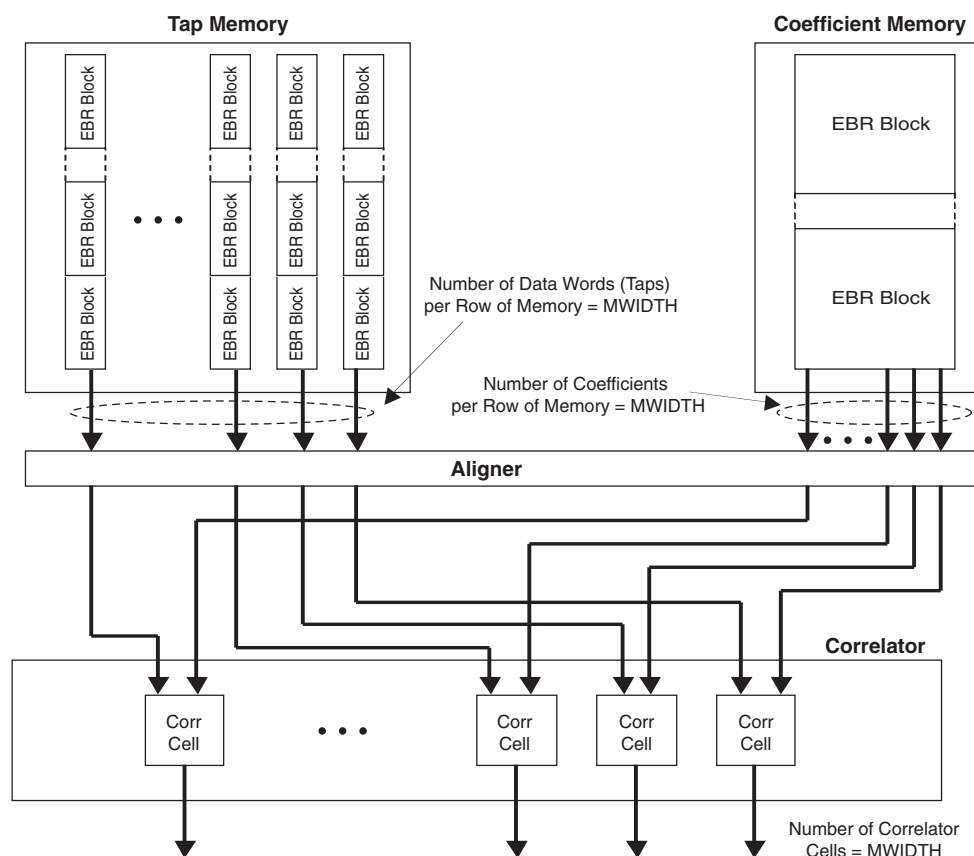 Tap Memory
Coefficient Memory
EBR Block
EBR Block
EBR Block
EBR Block
EBR Block
EBR Block
EBR Block
EBR Block
EBR Block
EBR Block
EBR Block
EBR Block
EBR Block
EBR Block
Number of Data Words (Taps)
per Row of Memory = MWIDTH
Number of Coefficients
per Row of Memory = MWIDTH
Aligner
Correlator
Corr
Cell
Corr
Cell
Corr
Cell
Corr
Cell
Number of Correlator
Cells = MWIDTH